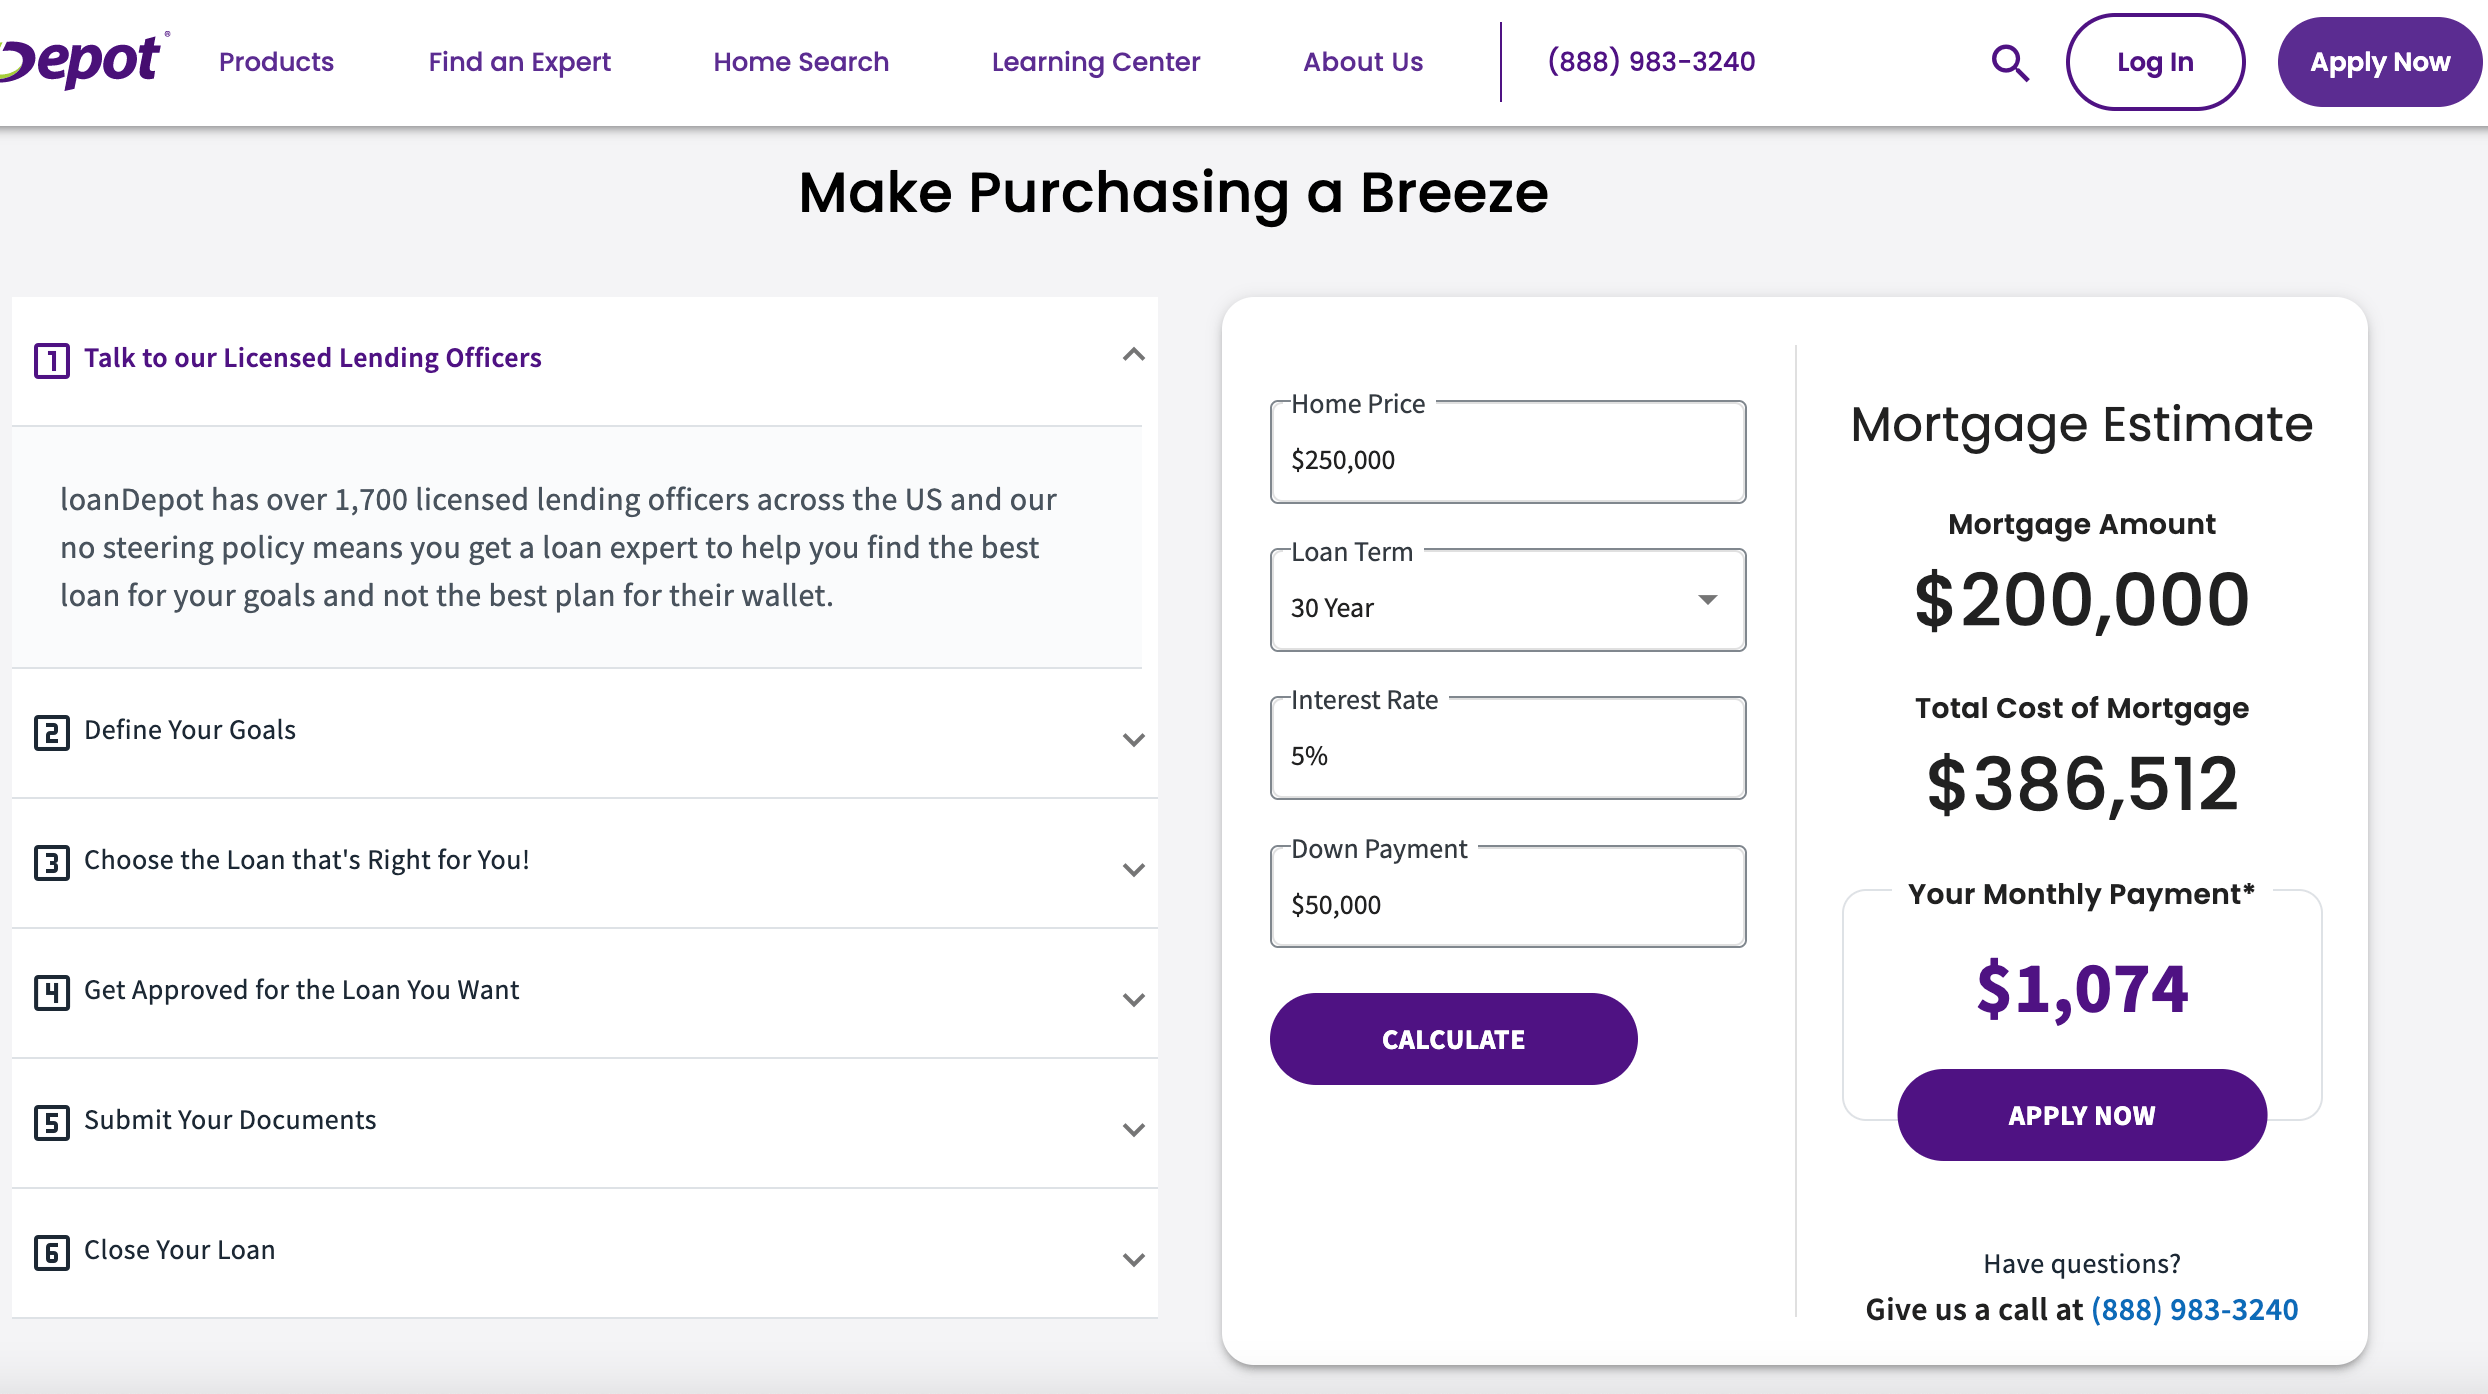 Depot
Products
Find an Expert
Home Search
Learning Center
About Us
(888) 983-3240
Log In
Apply Now
Make Purchasing a Breeze
1 Talk to our Licensed Lending Officers
loanDepot has over 1,700 licensed lending officers across the US and our
no steering policy means you get a loan expert to help you find the best
loan for your goals and not the best plan for their wallet.
2 Define Your Goals
3 Choose the Loan that's Right for You!
4 Get Approved for the Loan You Want
5 Submit Your Documents
6 Close Your Loan
Home Price
$250,000
Loan Term
30 Year
Interest Rate
5%
Down Payment
$50,000
CALCULATE
Mortgage Estimate
Mortgage Amount
$200,000
Total Cost of Mortgage
$386,512
Your Monthly Payment*
$1,074
APPLY NOW
Have questions?
Give us a call at (888) 983-3240